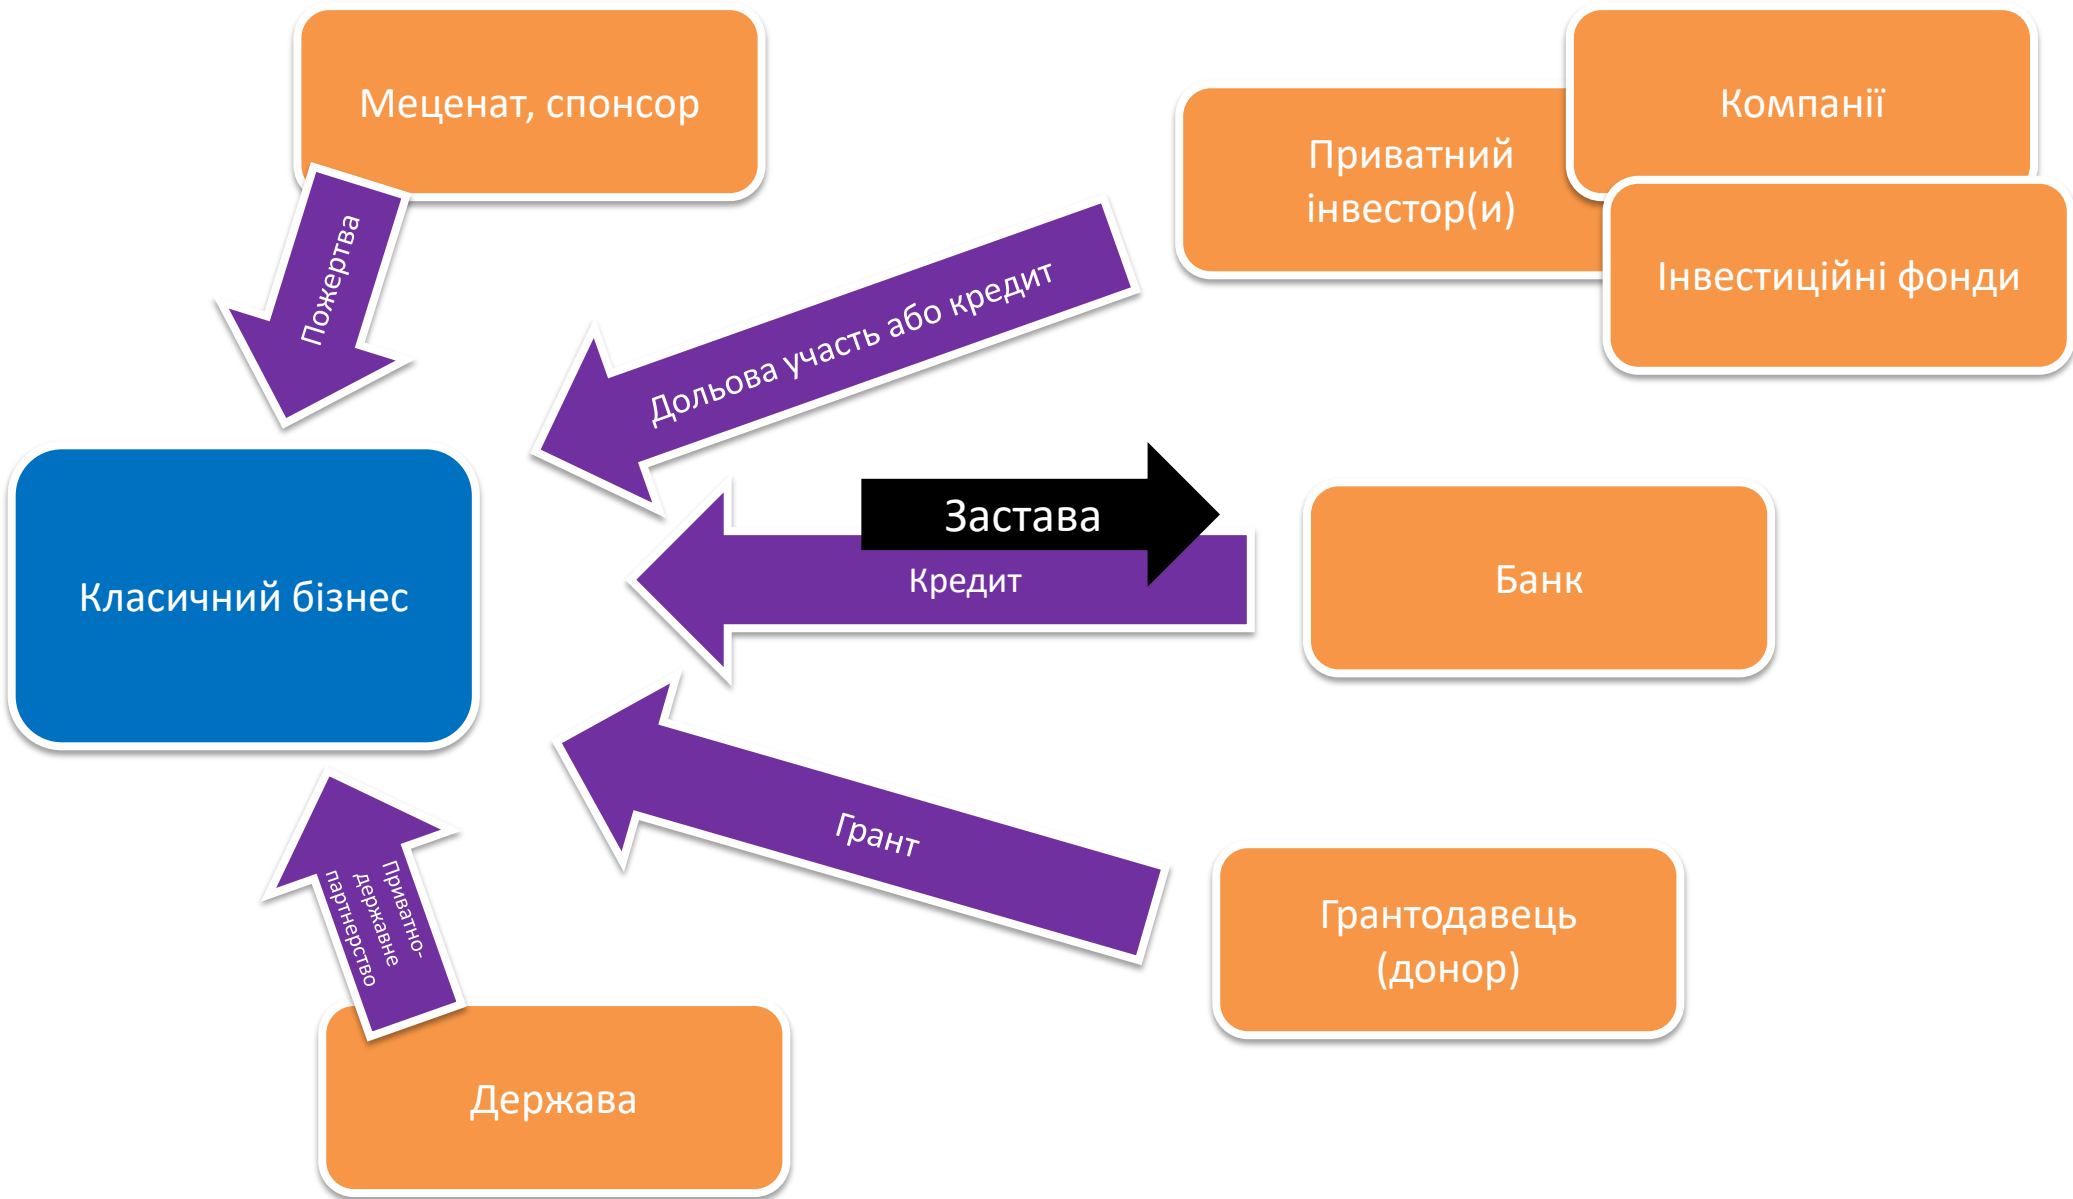 Меценат, спонсор
Компанії
Приватний
інвестор(и)
Інвестиційні фонди
Пожертва
Дольова участь або кредит
Застава
Кредит
Банк
Класичний бізнес
Грант
Приватно-
державне
партнерство
Грантодавець
(донор)
Держава